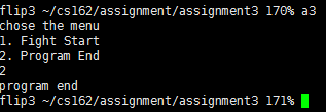 flip3 ~/cs162/assignment/assignment3 170% a3
chose the menu
1. Fight Start
2. Program End
2
program end
flip3 ~/cs162/assignment/assignment3 171%